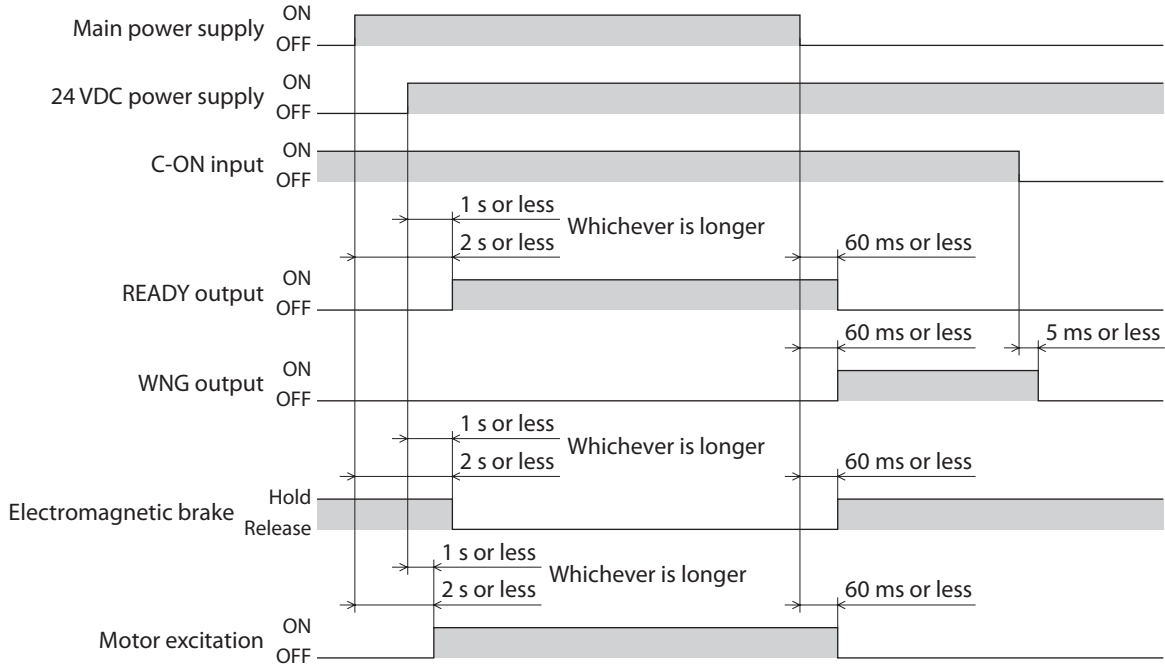 Main power supply ON
OFF
24 VDC power supply ON
OFF
C-ON input ON
OFF
1 s or less
Whichever is longer
2 s or less 60 ms or less
READY output ON
OFF
60 ms or less 5 ms or less
WNG output ON
OFF
1 s or less
Whichever is longer
2 s or less 60 ms or less
Electromagnetic brake Hold
Release
1 s or less
Whichever is longer
2 s or less 60 ms or less
Motor excitation ON
OFF